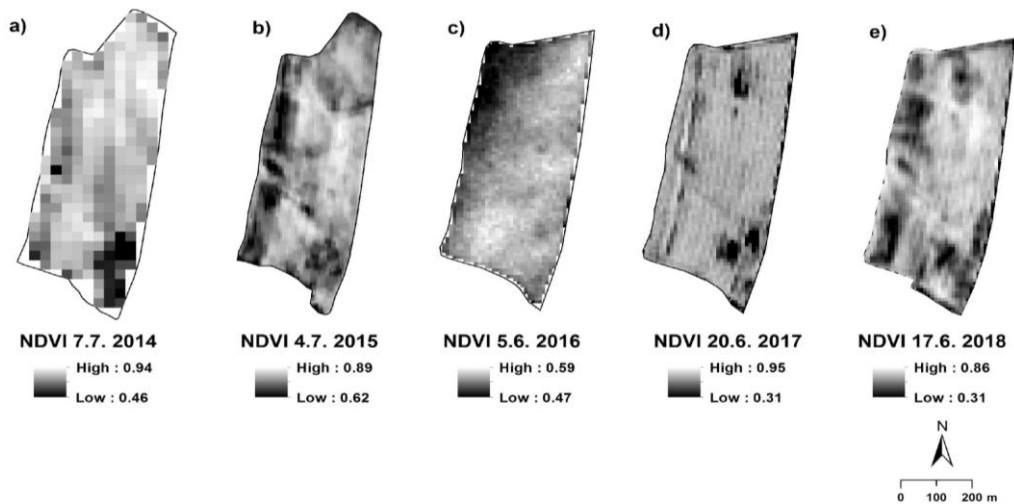 a)
b)
c)
d)
e)
NDVI 7.7. 2014
High : 0.94
Low : 0.46
NDVI 4.7. 2015
High : 0.89
Low : 0.62
NDVI 5.6. 2016
High : 0.59
Low : 0.47
NDVI 20.6. 2017
High : 0.95
Low : 0.31
NDVI 17.6. 2018
High : 0.86
Low : 0.31
N
0 100 200 m